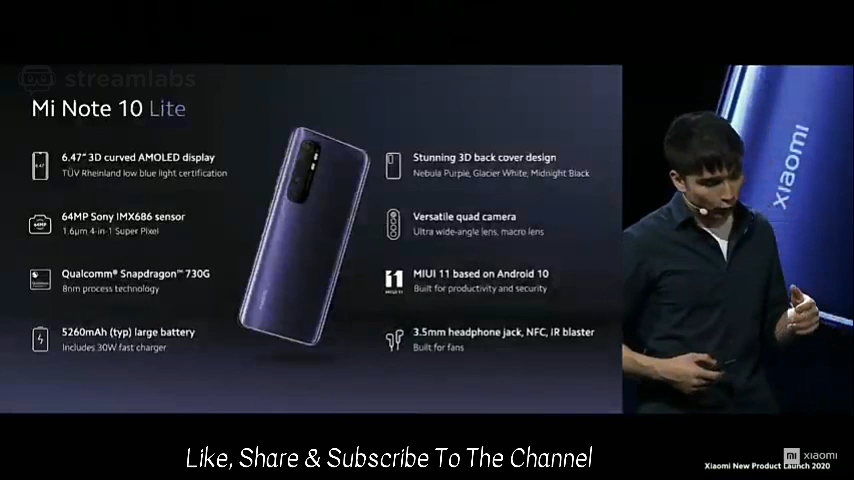 streamlabs
Mi Note 10 Lite
6.47" 3D curved AMOLED display
TÜV Rheinland low blue light certification
64MP Sony IMX686 sensor
1.6μm 4-in-1 Super Pixel
Qualcomm® Snapdragon™ 730G
8nm process technology
5260mAh (typ) large battery
Includes 30W fast charger
Stunning 3D back cover design
Nebula Purple, Glacier White, Midnight Black
Versatile quad camera
Ultra wide-angle lens, macro lens
MIUI 11 based on Android 10
Built for productivity and security
3.5mm headphone jack, NFC, IR blaster
Built for fans
xiaomi
Like, Share & Subscribe To The Channel
mi xiaomi
Xiaomi New Product Launch 2020